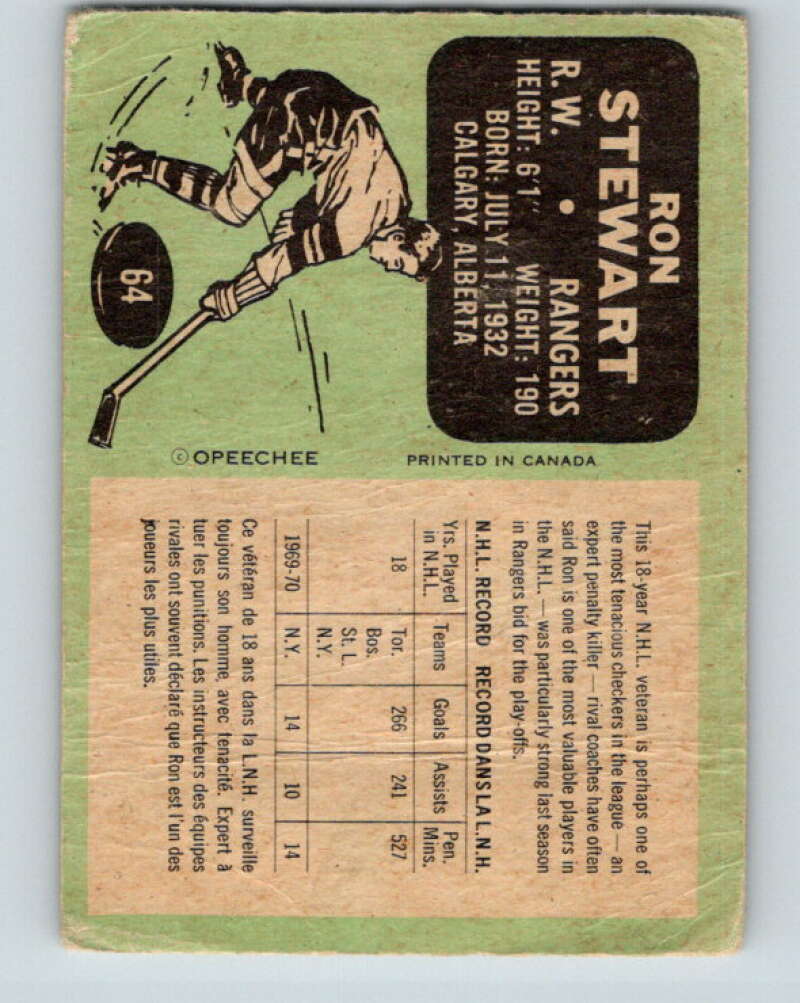 RON
STEWART
R.W. • RANGERS
HEIGHT: 6'1" WEIGHT: 190
BORN: JULY 11, 1932
CALGARY, ALBERTA
64
© OPEECHEE
PRINTED IN CANADA
This 18-year N.H.L. veteran is perhaps one of
the most tenacious checkers in the league — an
expert penalty killer — rival coaches have often
said Ron is one of the most valuable players in
the N.H.L. — was particularly strong last season
in Rangers bid for the play-offs.
N.H.L. RECORD RECORD DANS LA L.N.H.
Yrs. Played in N.H.L. Teams Goals Assists Pen. Mins.
18 Tor. 266 241 527
Bos.
St. L.
N.Y.
1969-70 N.Y. 14 10 14
Ce vétéran de 18 ans dans la L.N.H. surveille
toujours son homme, avec tenacité. Expert à
tuer les punitions. Les instructeurs des équipes
rivales ont souvent déclaré que Ron est l'un des
joueurs les plus utiles.